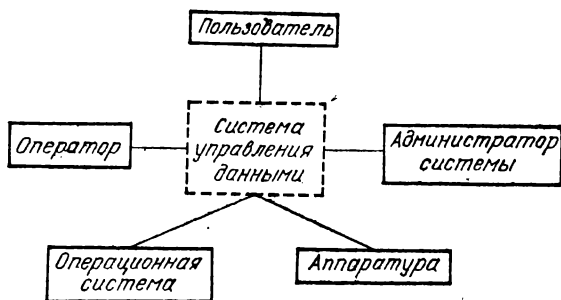 Пользователь
Система
управления
данными
Оператор
Администратор
системы
Операционная
система
Аппаратура